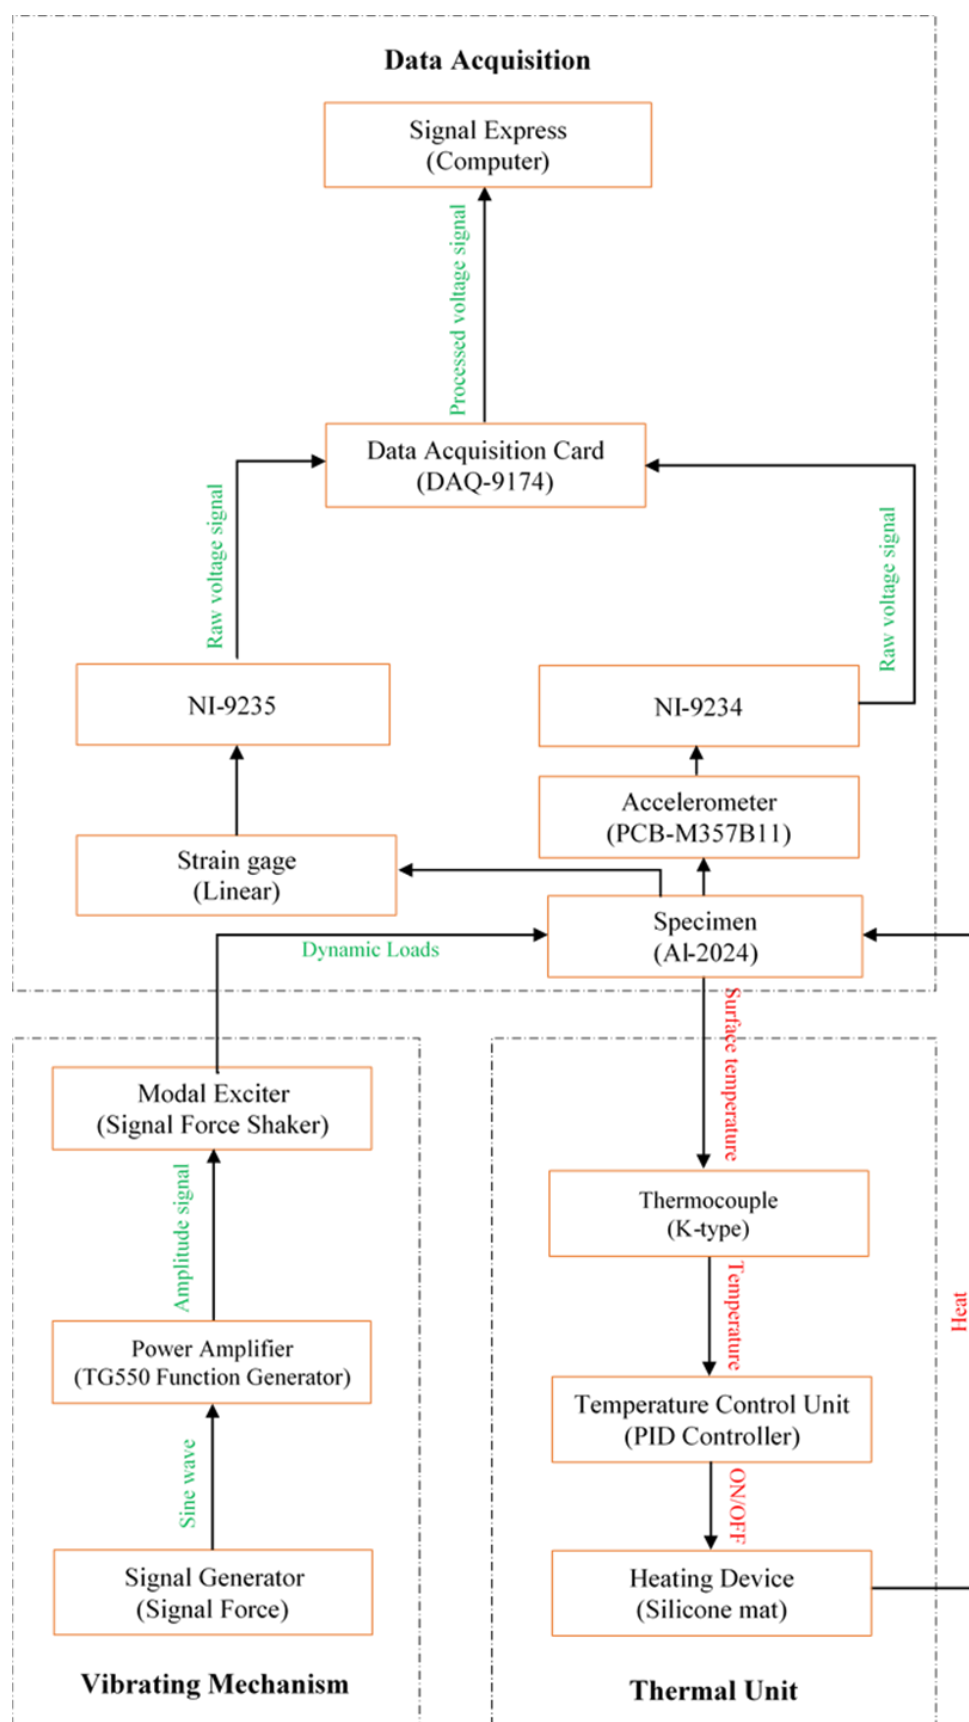 Data Acquisition
Signal Express
(Computer)
Processed voltage signal
Data Acquisition Card
(DAQ-9174)
Raw voltage signal
Raw voltage signal
NI-9235
NI-9234
Accelerometer
(PCB-M357B11)
Strain gage
(Linear)
Specimen
(Al-2024)
Dynamic Loads
Surface temperature
Modal Exciter
(Signal Force Shaker)
Amplitude signal
Thermocouple
(K-type)
Temperature
Heat
Power Amplifier
(TG550 Function Generator)
Temperature Control Unit
(PID Controller)
Sine wave
ON/OFF
Signal Generator
(Signal Force)
Heating Device
(Silicone mat)
Vibrating Mechanism
Thermal Unit